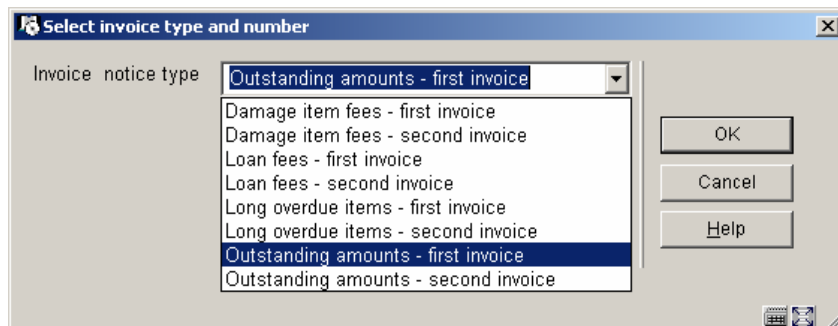 Select invoice type and number
Invoice notice type
Outstanding amounts - first invoice
Damage item fees - first invoice
Damage item fees - second invoice
Loan fees - first invoice
Loan fees - second invoice
Long overdue items - first invoice
Long overdue items - second invoice
Outstanding amounts - first invoice
Outstanding amounts - second invoice
OK
Cancel
Help